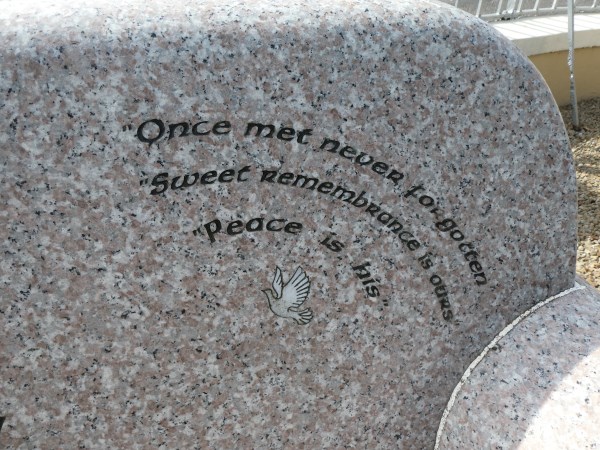 "Once met never forgotten
"Sweet remembrance is ours
"Peace is his"